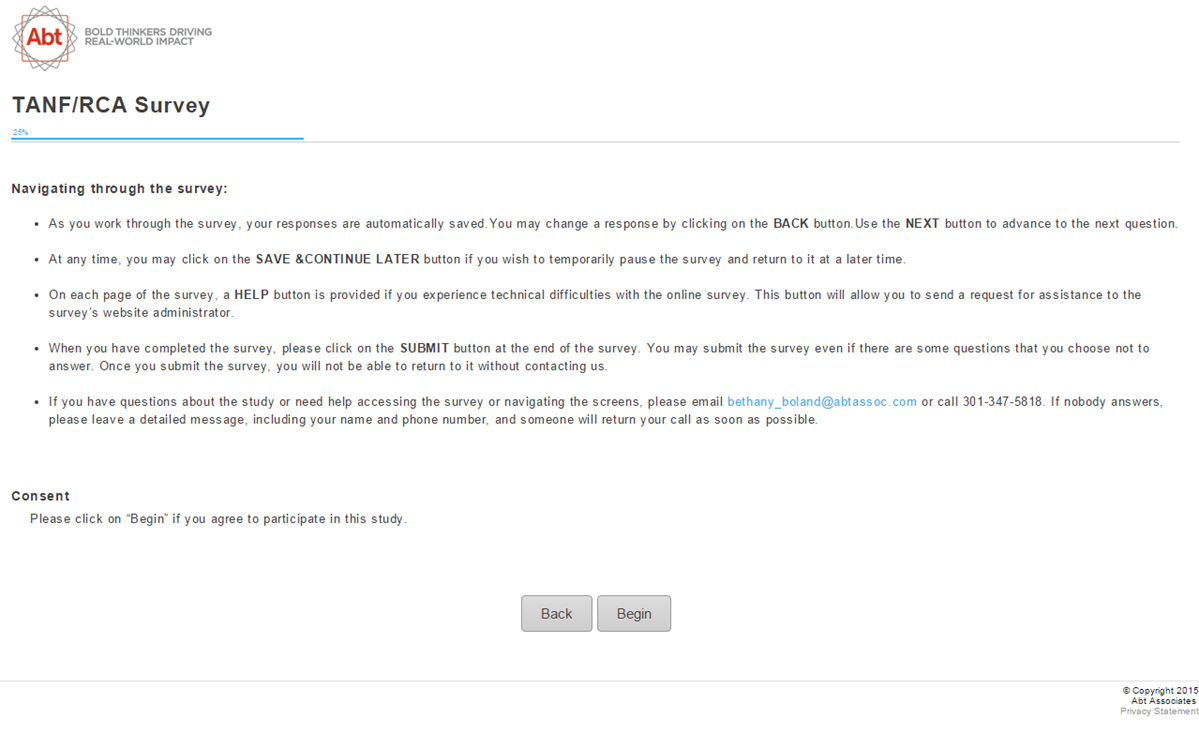 Abt
BOLD THINKERS DRIVING
REAL-WORLD IMPACT
TANF/RCA Survey
25%
Navigating through the survey:
• As you work through the survey, your responses are automatically saved.You may change a response by clicking on the BACK button.Use the NEXT button to advance to the next question.
• At any time, you may click on the SAVE &CONTINUE LATER button if you wish to temporarily pause the survey and return to it at a later time.
• On each page of the survey, a HELP button is provided if you experience technical difficulties with the online survey. This button will allow you to send a request for assistance to the
survey’s website administrator.
• When you have completed the survey, please click on the SUBMIT button at the end of the survey. You may submit the survey even if there are some questions that you choose not to
answer. Once you submit the survey, you will not be able to return to it without contacting us.
• If you have questions about the study or need help accessing the survey or navigating the screens, please email bethany_boland@abtassoc.com or call 301-347-5818. If nobody answers,
please leave a detailed message, including your name and phone number, and someone will return your call as soon as possible.
Consent
Please click on “Begin” if you agree to participate in this study.
Back Begin
© Copyright 2015
Abt Associates
Privacy Statement